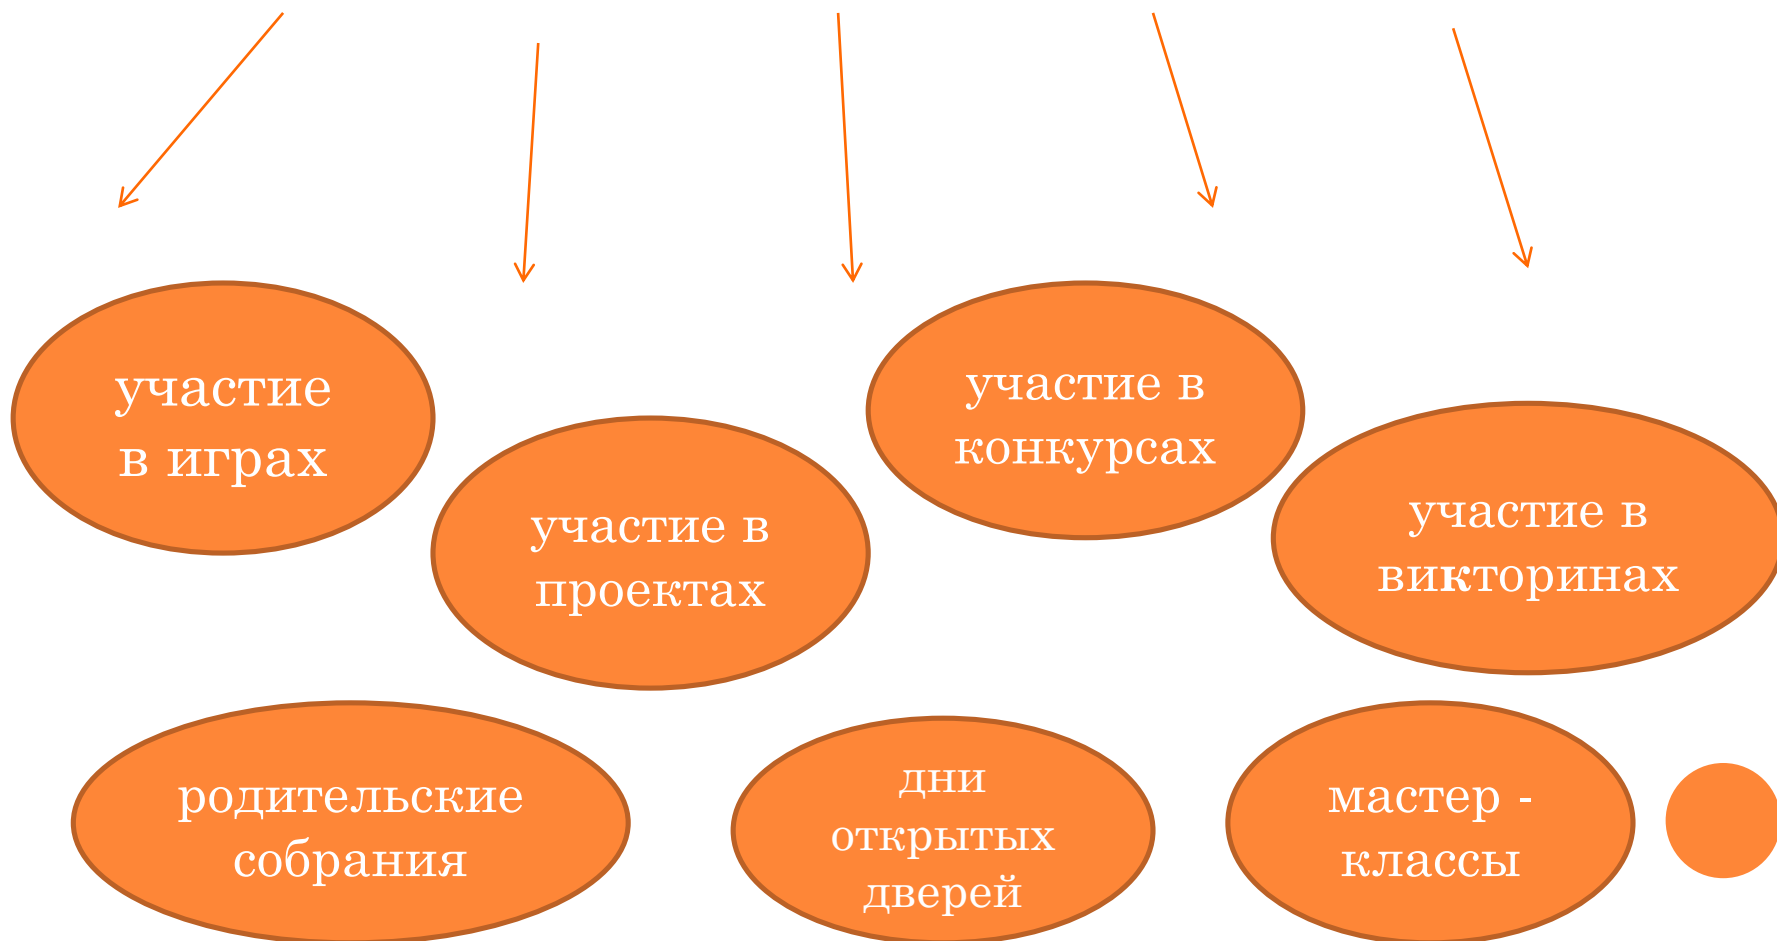 участие
в играх
участие в
проектах
участие в
конкурсах
участие в
викторинах
родительские
собрания
дни
открытых
дверей
мастер -
классы